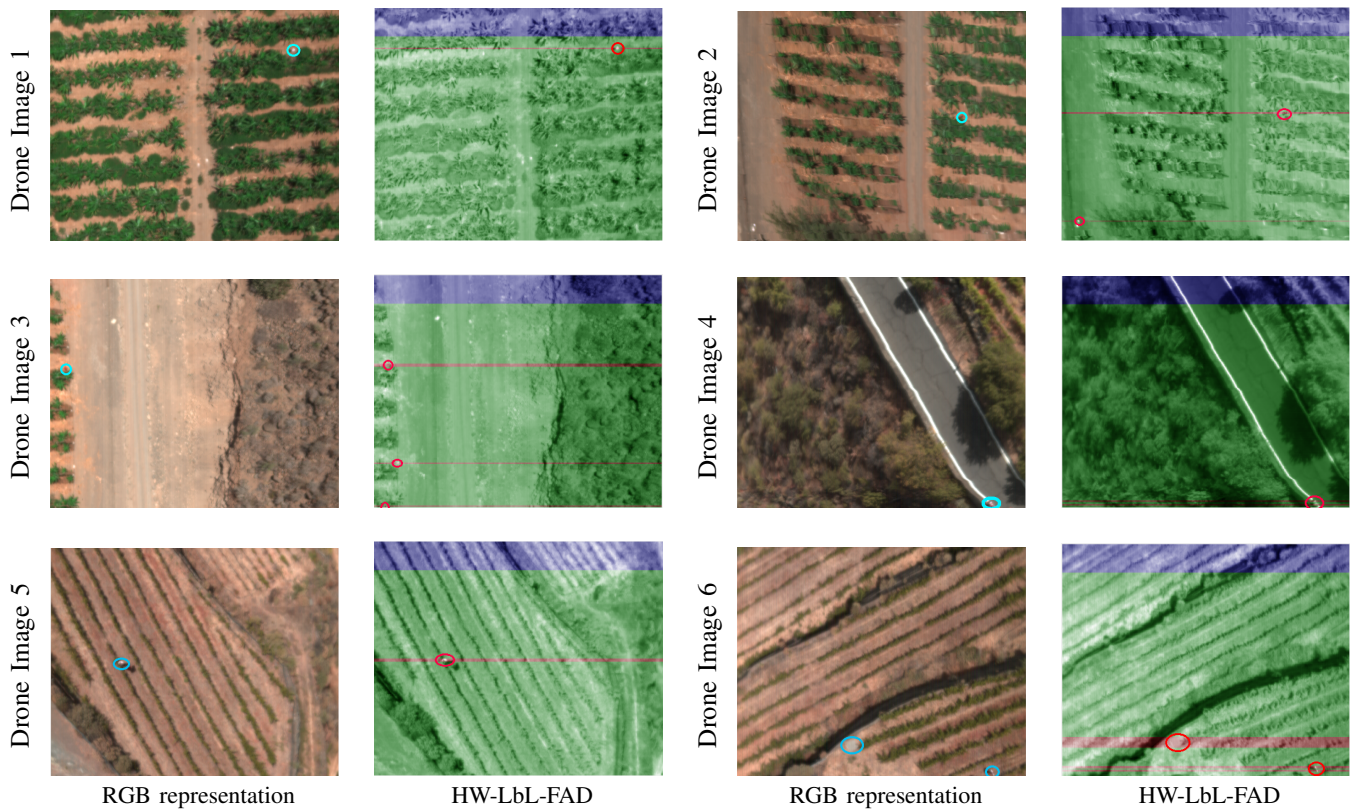 Drone Image 1
Drone Image 2
Drone Image 3
Drone Image 4
Drone Image 5
Drone Image 6
RGB representation
HW-LbL-FAD
RGB representation
HW-LbL-FAD